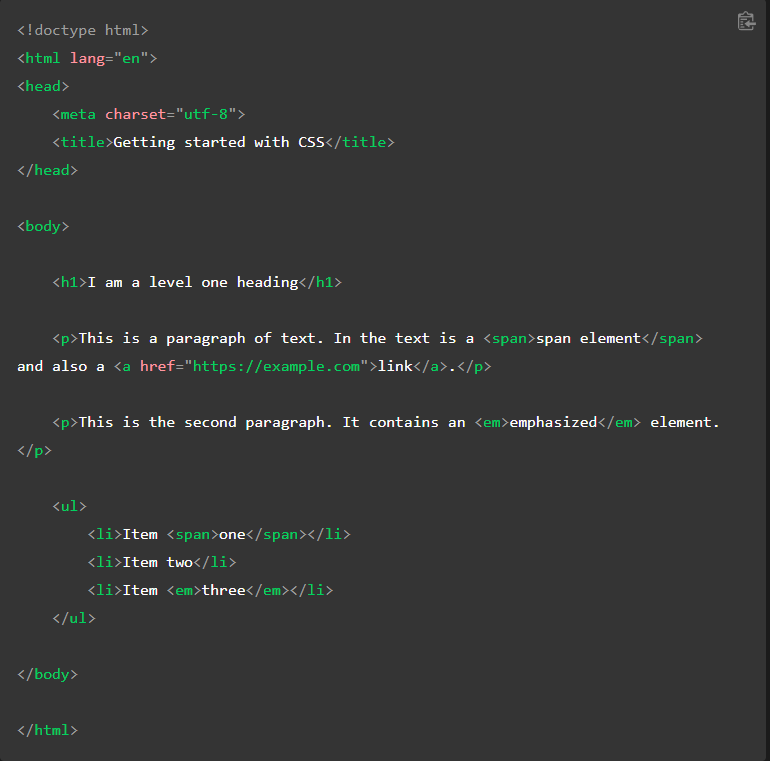 <!doctype html>
<html lang="en">
<head>
    <meta charset="utf-8">
    <title>Getting started with CSS</title>
</head>

<body>

    <h1>I am a level one heading</h1>

    <p>This is a paragraph of text. In the text is a <span>span element</span>
and also a <a href="https://example.com">link</a>.</p>

    <p>This is the second paragraph. It contains an <em>emphasized</em> element.
</p>

    <ul>
        <li>Item <span>one</span></li>
        <li>Item two</li>
        <li>Item <em>three</em></li>
    </ul>

</body>

</html>